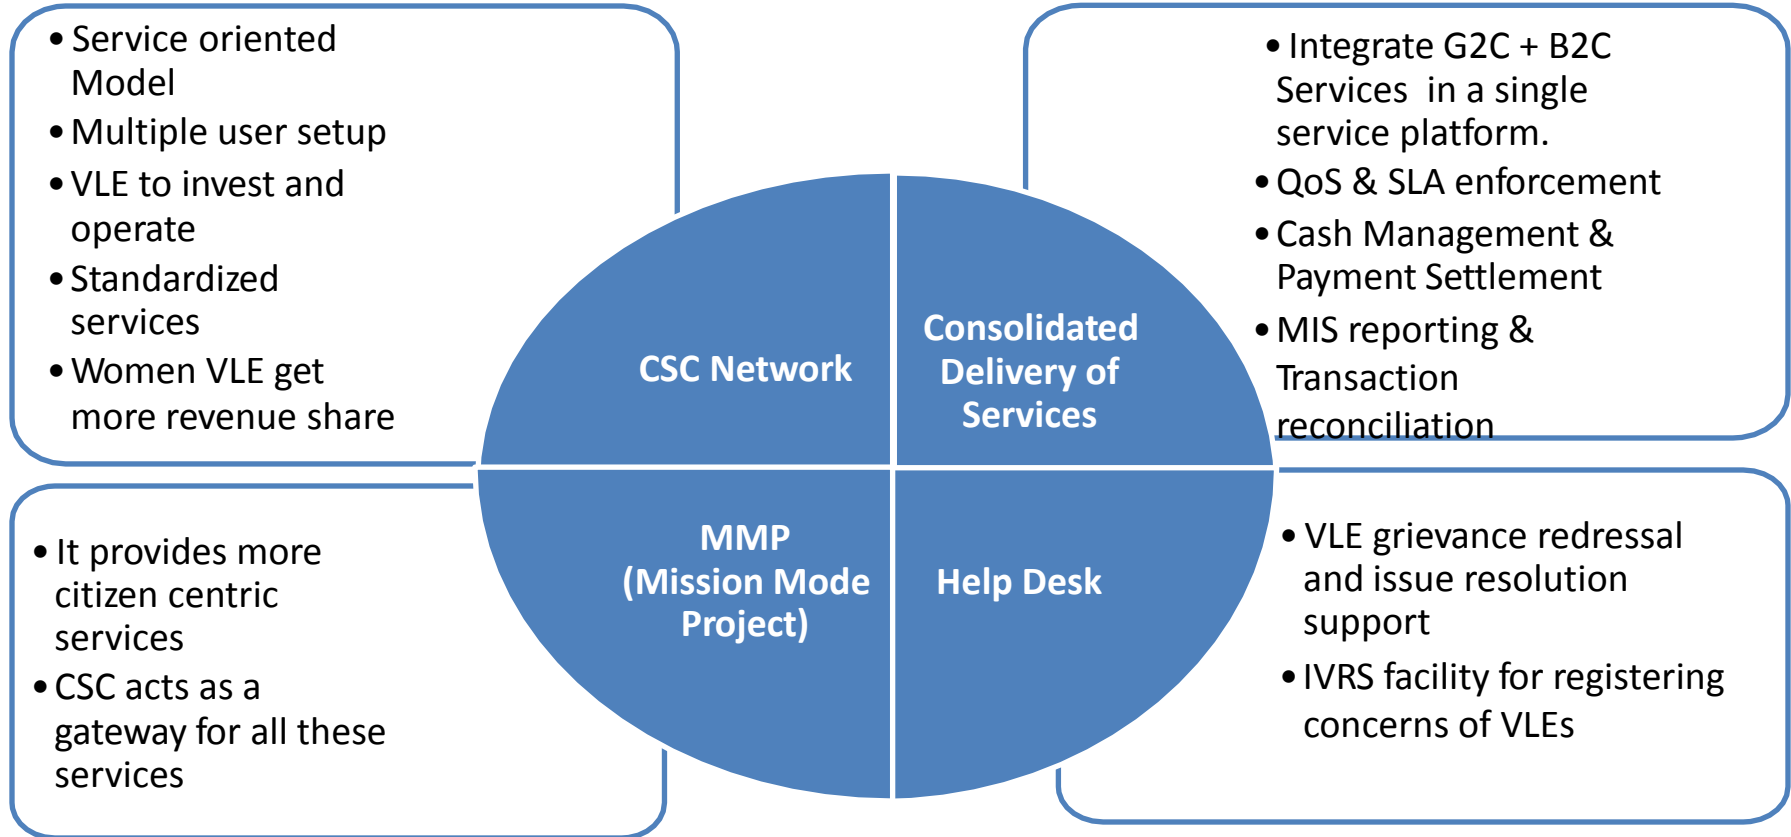 • Service oriented
Model
• Multiple user setup
• VLE to invest and
operate
• Standardized
services
• Women VLE get
more revenue share
• Integrate G2C + B2C
Services in a single
service platform.
• QoS & SLA enforcement
• Cash Management &
Payment Settlement
• MIS reporting &
Transaction
reconciliation
CSC Network
Consolidated
Delivery of
Services
MMP
(Mission Mode
Project)
Help Desk
• It provides more
citizen centric
services
• CSC acts as a
gateway for all these
services
• VLE grievance redressal
and issue resolution
support
• IVRS facility for registering
concerns of VLEs